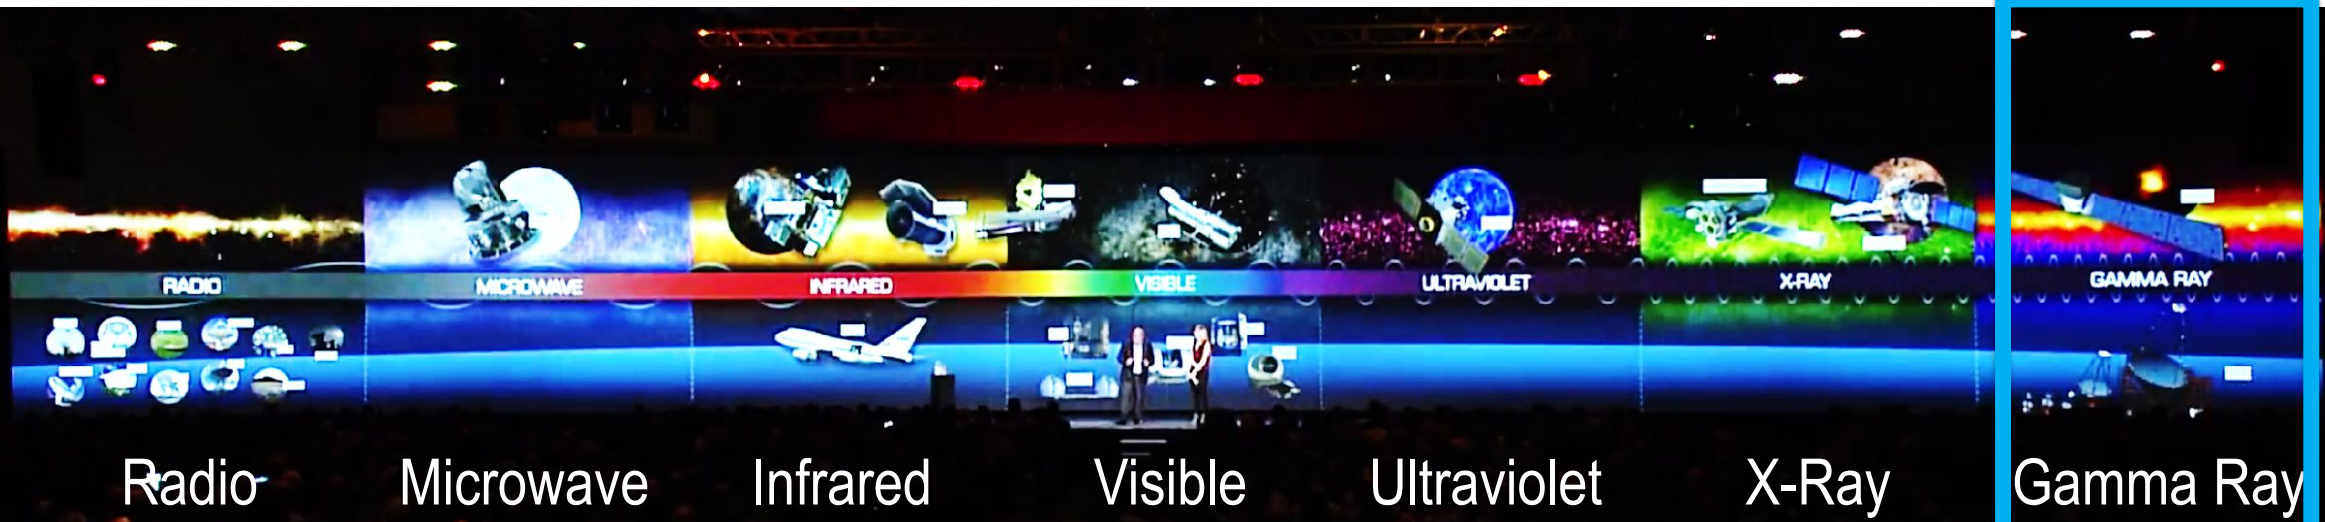 RADIO MICROWAVE INFRARED VISIBLE ULTRAVIOLET X-RAY GAMMA RAY
Radio Microwave Infrared Visible Ultraviolet X-Ray Gamma Ray